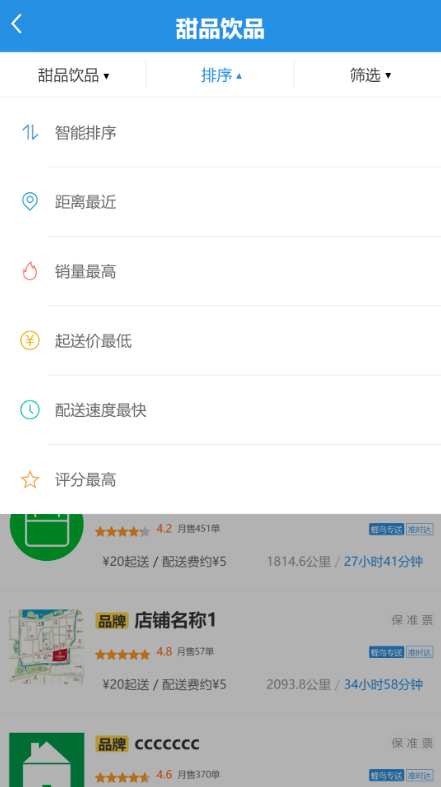 甜品饮品
甜品饮品 ▾ 排序 ▴ 筛选 ▾
智能排序
距离最近
销量最高
¥ 起送价最低
配送速度最快
评分最高
4.2 月售451单 蜂鸟专送 准时达
¥20起送 / 配送费约¥5 1814.6公里 / 27小时41分钟
品牌 店铺名称1 保 准 票
4.8 月售57单 蜂鸟专送 准时达
¥20起送 / 配送费约¥5 2093.8公里 / 34小时58分钟
品牌 ccccccc 保 准 票
4.6 月售370单 蜂鸟专送 准时达